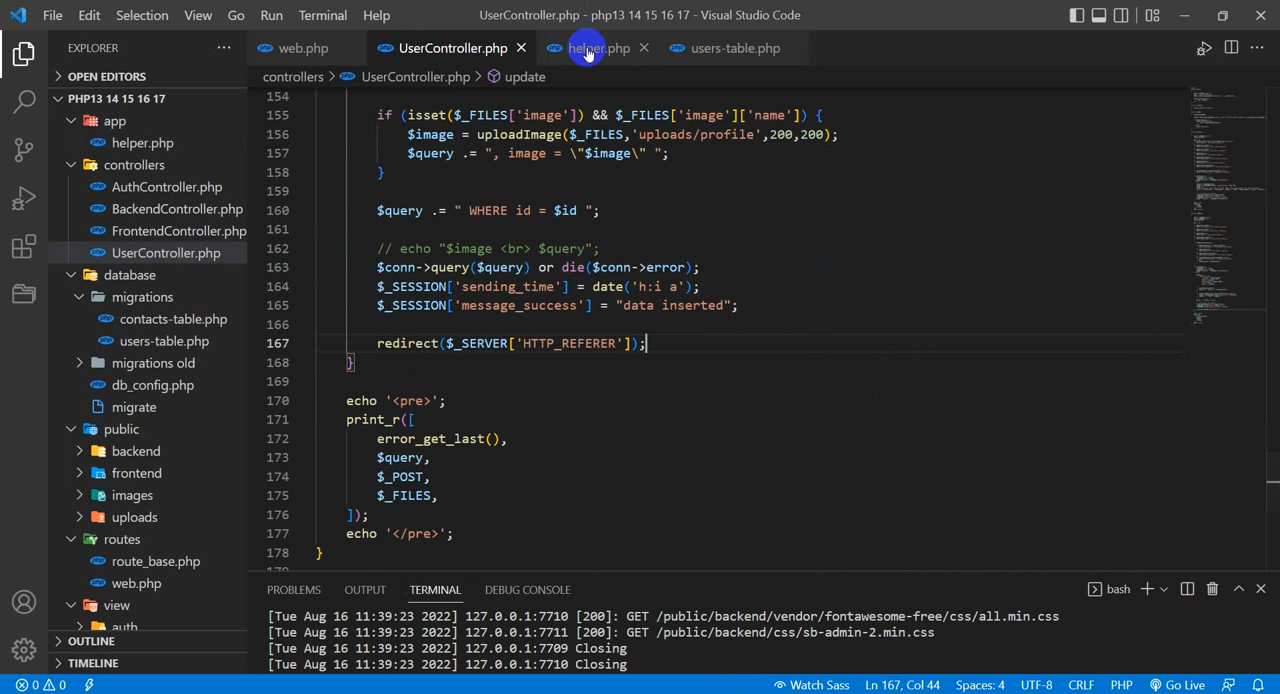 File Edit Selection View Go Run Terminal Help UserController.php - php13 14 15 16 17 - Visual Studio Code
EXPLORER
web.php UserController.php helper.php users-table.php
OPEN EDITORS
controllers > UserController.php > update
PHP13 14 15 16 17
app
helper.php
controllers
AuthController.php
BackendController.php
FrontendController.php
UserController.php
database
migrations
contacts-table.php
users-table.php
migrations old
db_config.php
migrate
public
backend
frontend
images
uploads
routes
route_base.php
web.php
view
auth
OUTLINE
TIMELINE
154
155 if (isset($_FILES['image']) && $_FILES['image']['name']) {
156 $image = uploadImage($_FILES,'uploads/profile',200,200);
157 $query .= ", image = \"$image\" ";
158 }
159
160 $query .= " WHERE id = $id ";
161
162 // echo "$image <br> $query";
163 $conn->query($query) or die($conn->error);
164 $_SESSION['sending_time'] = date('h:i a');
165 $_SESSION['message_success'] = "data inserted";
166
167 redirect($_SERVER['HTTP_REFERER']);
168 }
169
170 echo '<pre>';
171 print_r([
172 error_get_last(),
173 $query,
174 $_POST,
175 $_FILES,
176 ]);
177 echo '</pre>';
178 }
PROBLEMS OUTPUT TERMINAL DEBUG CONSOLE bash
[Tue Aug 16 11:39:23 2022] 127.0.0.1:7710 [200]: GET /public/backend/vendor/fontawesome-free/css/all.min.css
[Tue Aug 16 11:39:23 2022] 127.0.0.1:7711 [200]: GET /public/backend/css/sb-admin-2.min.css
[Tue Aug 16 11:39:23 2022] 127.0.0.1:7709 Closing
[Tue Aug 16 11:39:23 2022] 127.0.0.1:7710 Closing
0 0 Watch Sass Ln 167, Col 44 Spaces: 4 UTF-8 CRLF PHP Go Live